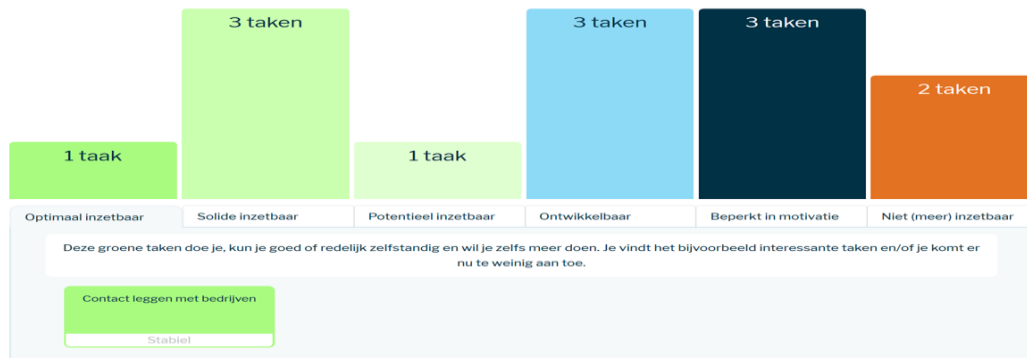 3 taken
3 taken
3 taken
2 taken
1 taak
1 taak
Optimaal inzetbaar
Solide inzetbaar
Potentieel inzetbaar
Ontwikkelbaar
Beperkt in motivatie
Niet (meer) inzetbaar
Deze groene taken doe je, kun je goed of redelijk zelfstandig en wil je zelfs meer doen. Je vindt het bijvoorbeeld interessante taken en/of je komt er
nu te weinig aan toe.
Contact leggen met bedrijven
Stabiel